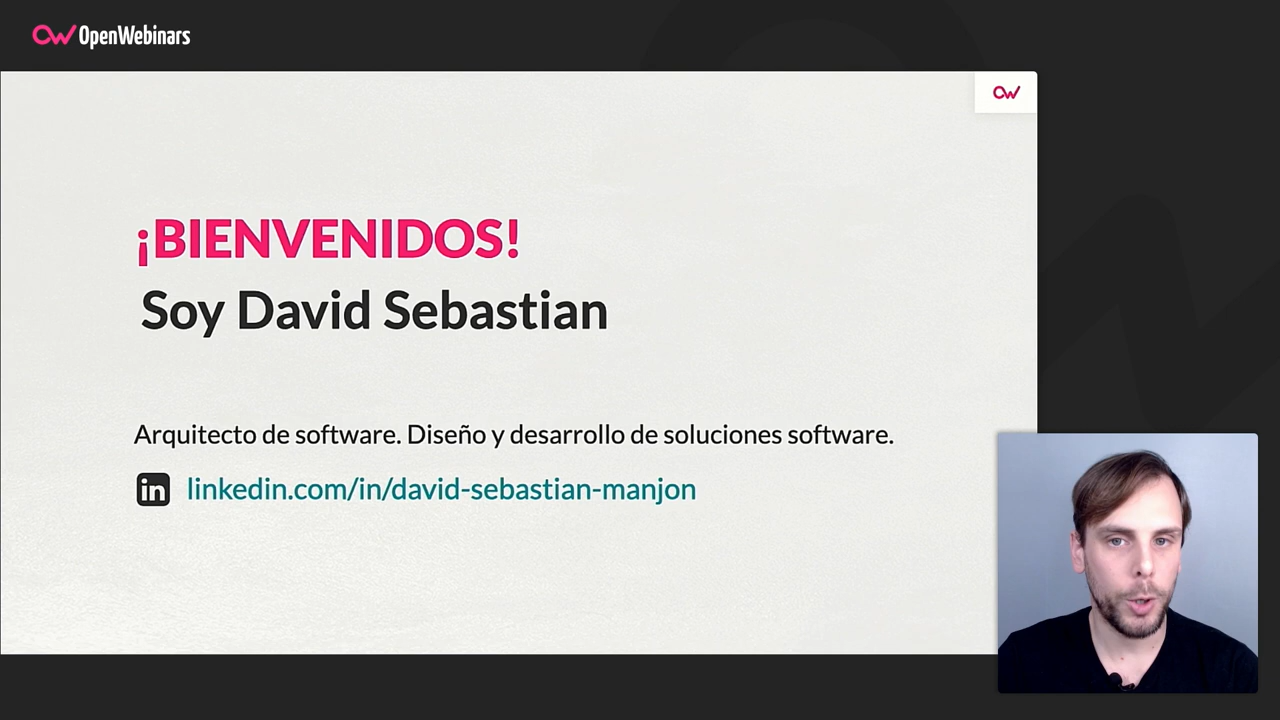 OpenWebinars
¡BIENVENIDOS!
Soy David Sebastian
Arquitecto de software. Diseño y desarrollo de soluciones software.
in linkedin.com/in/david-sebastian-manjon